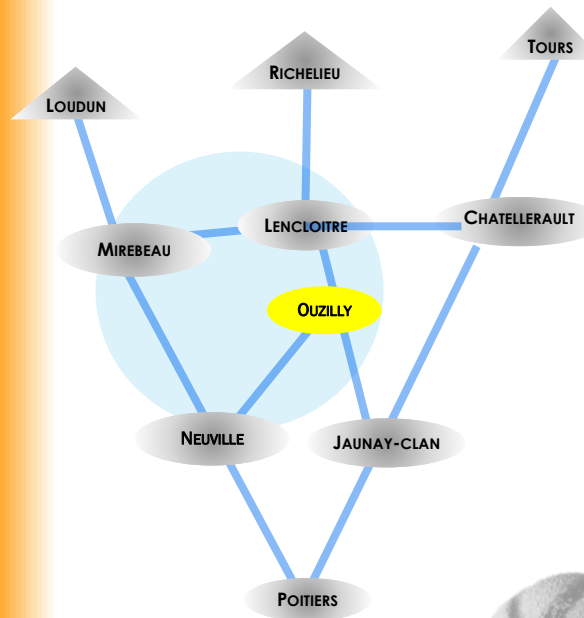 Tours
Richelieu
Loudun
Chatellerault
Lencloitre
Mirebeau
Ouzilly
Neuville
Jaunay-clan
Poitiers